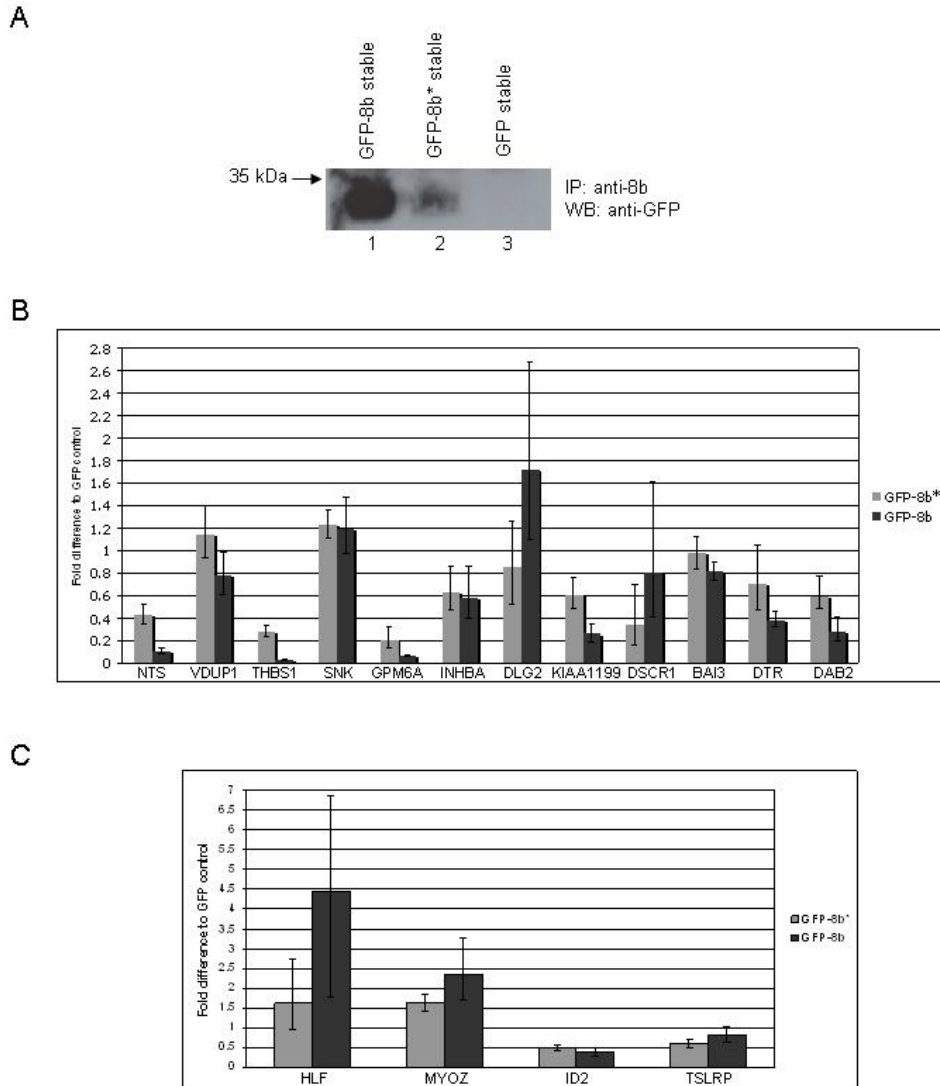 A
GFP-8b stable
GFP-8b* stable
GFP stable
35 kDa
IP: anti-8b
WB: anti-GFP
1 2 3
B
Fold difference to GFP control
2.8
2.6
2.4
2.2
2
1.8
1.6
1.4
1.2
1
0.8
0.6
0.4
0.2
0
NTS VDUP1 THBS1 SNK GPM6A INHBA DLG2 KIAA1199 DSCR1 BAI3 DTR DAB2
GFP-8b*
GFP-8b
C
Fold difference to GFP control
7
6.5
6
5.5
5
4.5
4
3.5
3
2.5
2
1.5
1
0.5
0
HLF MYOZ ID2 TSLRP
GFP-8b*
GFP-8b